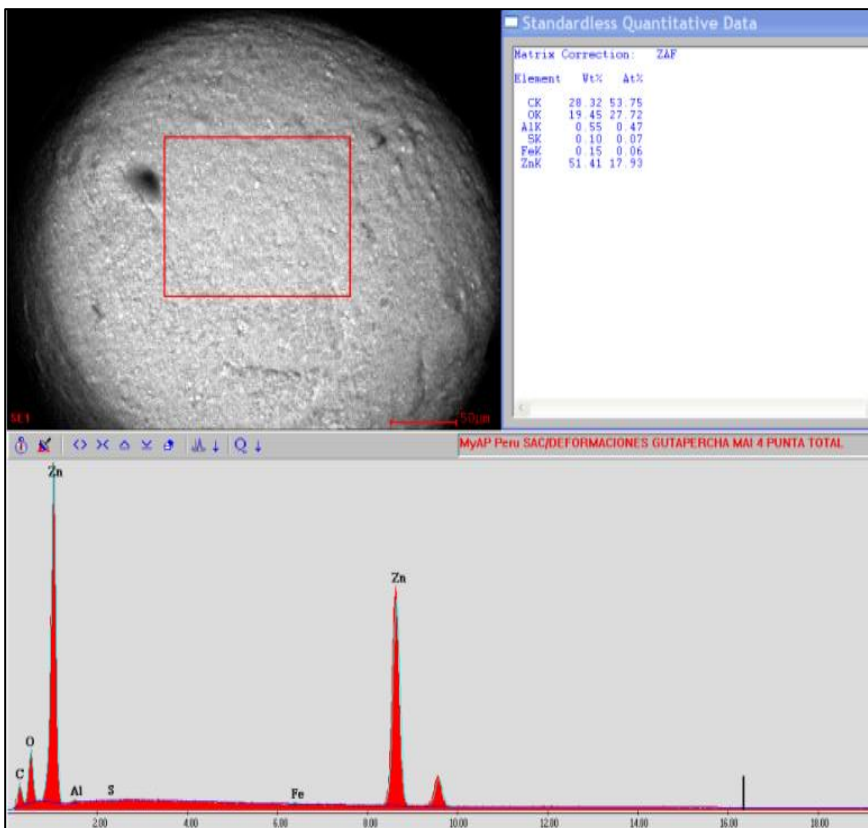 Standardless Quantitative Data
Matrix Correction: ZAF
Element Wt% At%
CK 28.32 53.75
OK 19.45 27.72
AlK 0.55 0.47
SK 0.10 0.07
FeK 0.15 0.06
ZnK 51.41 17.93
SE1 50µm
MyAP Peru SAC/DEFORMACIONES GUTAPERCHA MAI 4 PUNTA TOTAL
Zn
Zn
O
C
Al
S
Fe
2.00 4.00 6.00 8.00 10.00 12.00 14.00 16.00 18.00